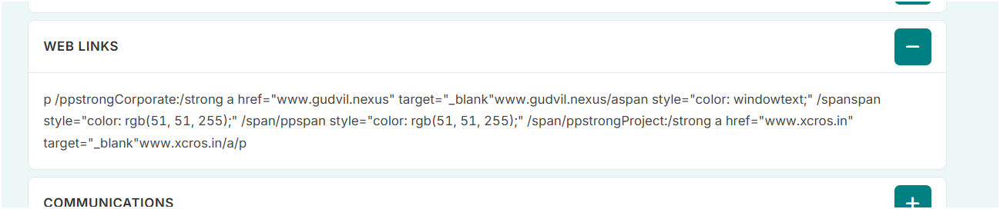 WEB LINKS
p /ppstrongCorporate:/strong a href="www.gudvil.nexus" target="_blank"www.gudvil.nexus/aspan style="color: windowtext;" /spanspan
style="color: rgb(51, 51, 255);" /span/ppspan style="color: rgb(51, 51, 255);" /span/ppstrongProject:/strong a href="www.xcros.in"
target="_blank"www.xcros.in/a/p
COMMUNICATIONS